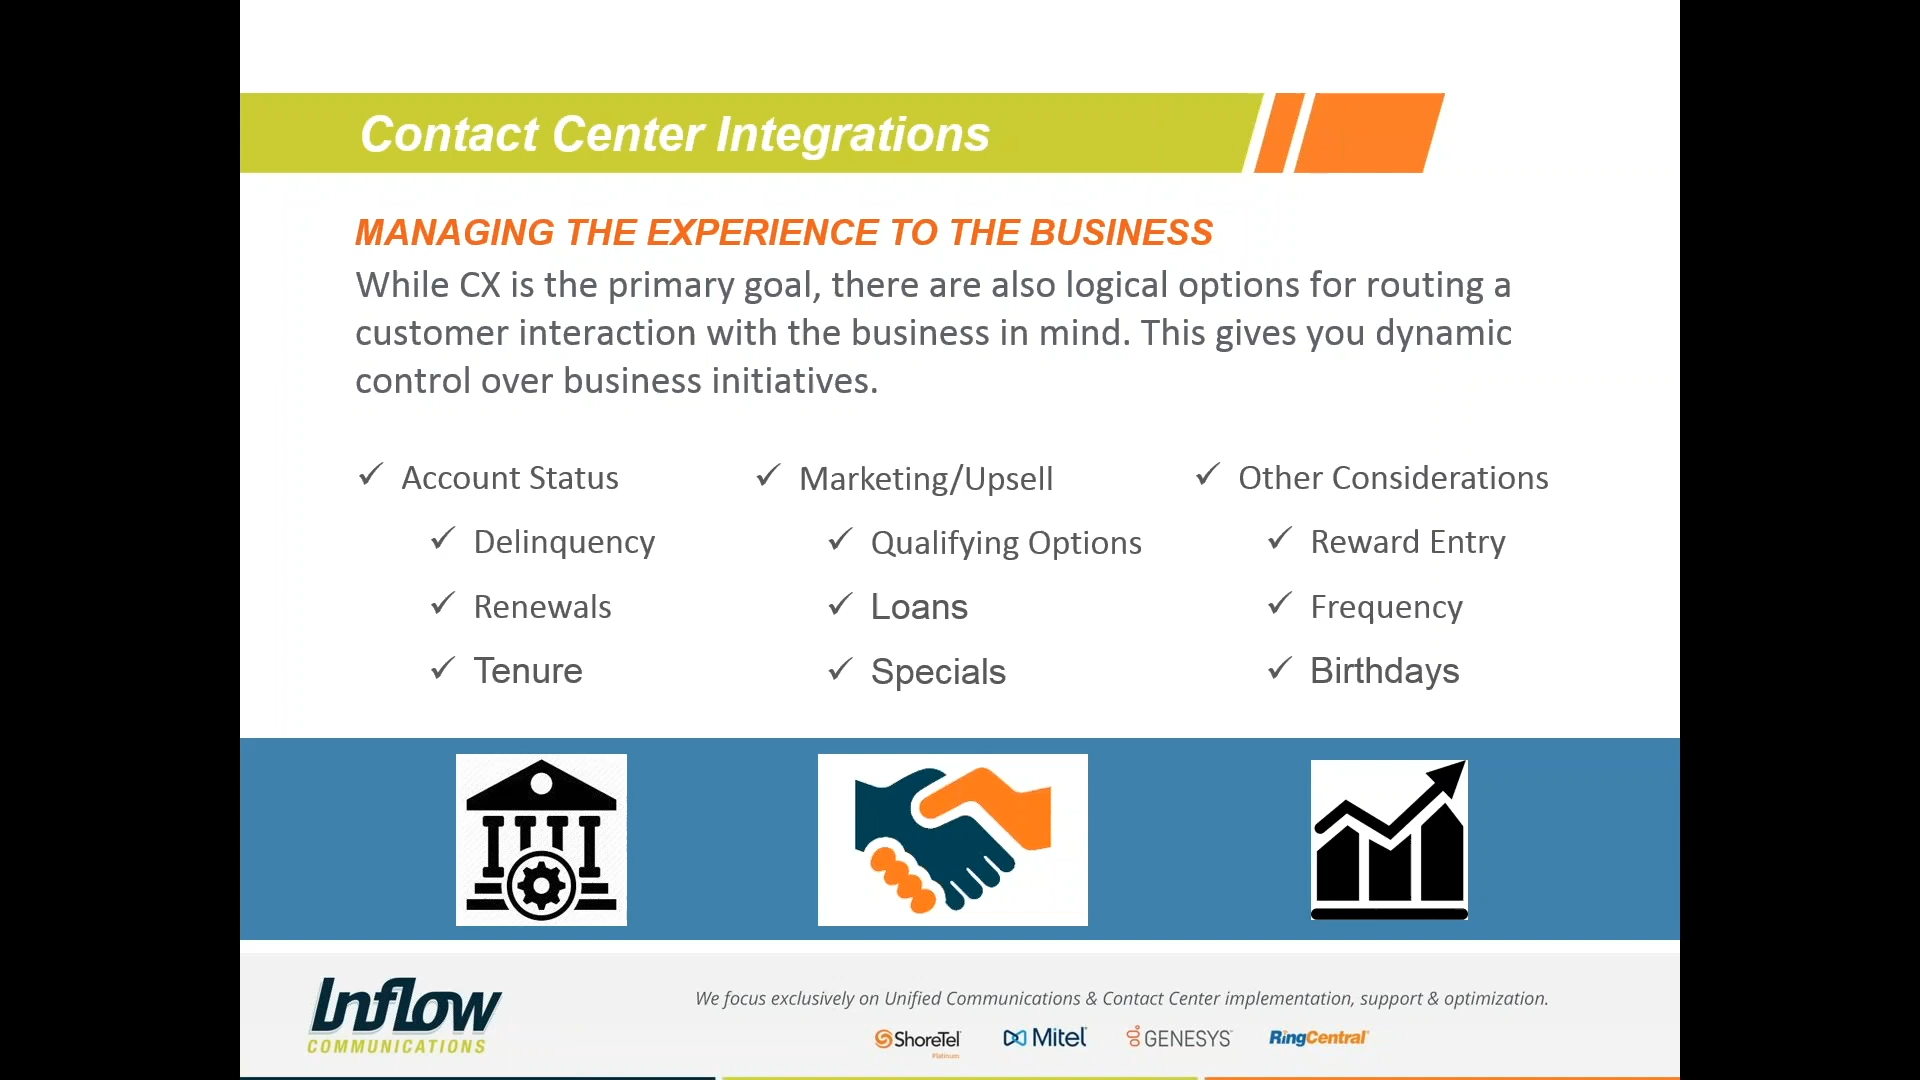 Contact Center Integrations
MANAGING THE EXPERIENCE TO THE BUSINESS
While CX is the primary goal, there are also logical options for routing a
customer interaction with the business in mind. This gives you dynamic
control over business initiatives.
✓ Account Status
✓ Delinquency
✓ Renewals
✓ Tenure
✓ Marketing/Upsell
✓ Qualifying Options
✓ Loans
✓ Specials
✓ Other Considerations
✓ Reward Entry
✓ Frequency
✓ Birthdays
Inflow
COMMUNICATIONS
We focus exclusively on Unified Communications & Contact Center implementation, support & optimization.
ShoreTel
Platinum
Mitel
GENESYS
RingCentral